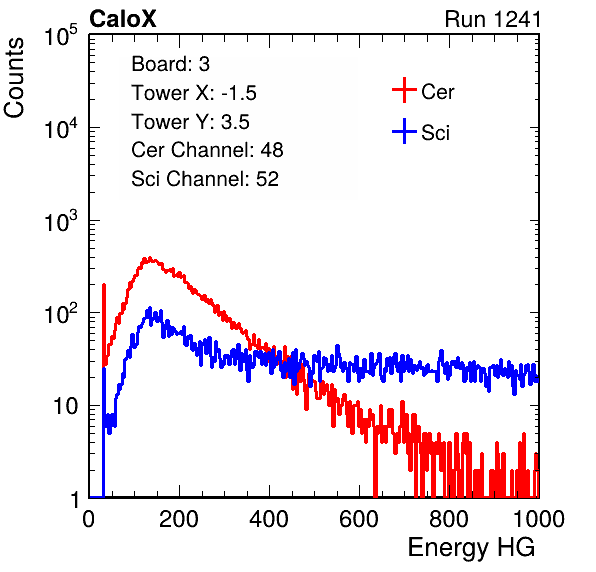 CaloX Run 1241
Counts
Board: 3
Tower X: -1.5
Tower Y: 3.5
Cer Channel: 48
Sci Channel: 52
Cer
Sci
10^5
10^4
10^3
10^2
10
1
0 200 400 600 800 1000
Energy HG